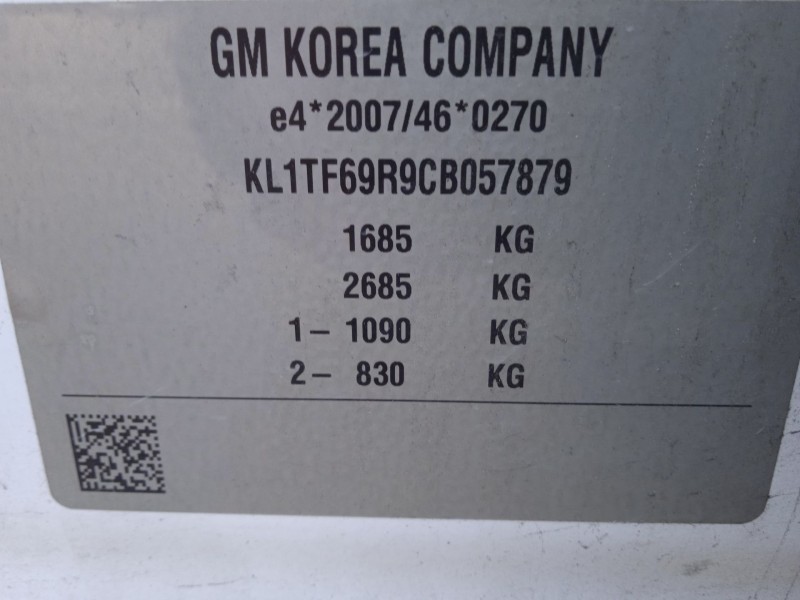 GM KOREA COMPANY
e4*2007/46*0270
KL1TF69R9CB057879
1685 KG
2685 KG
1- 1090 KG
2- 830 KG